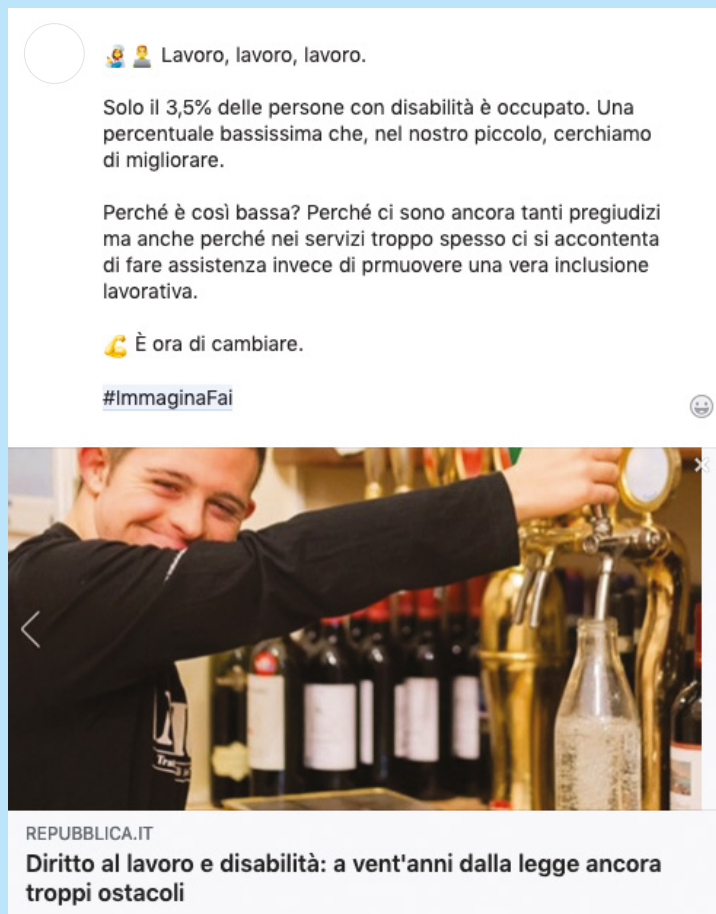 👩‍🍳 👨‍💻 Lavoro, lavoro, lavoro.
Solo il 3,5% delle persone con disabilità è occupato. Una
percentuale bassissima che, nel nostro piccolo, cerchiamo
di migliorare.
Perché è così bassa? Perché ci sono ancora tanti pregiudizi
ma anche perché nei servizi troppo spesso ci si accontenta
di fare assistenza invece di prmuovere una vera inclusione
lavorativa.
💪 È ora di cambiare.
#ImmaginaFai
REPUBBLICA.IT
Diritto al lavoro e disabilità: a vent'anni dalla legge ancora
troppi ostacoli